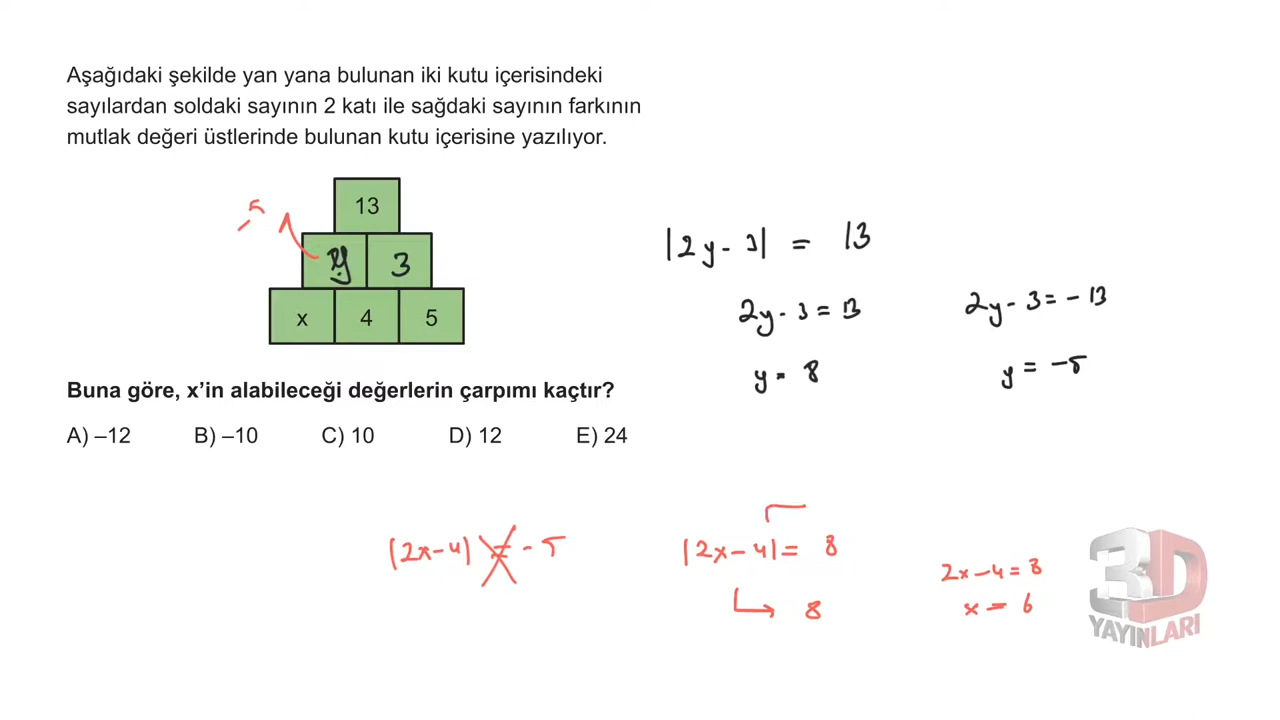 Aşağıdaki şekilde yan yana bulunan iki kutu içerisindeki
sayılardan soldaki sayının 2 katı ile sağdaki sayının farkının
mutlak değeri üstlerinde bulunan kutu içerisine yazılıyor.
-5
13
y 3
x 4 5
|2y-3| = 13
2y-3=13 2y-3=-13
y=8 y=-5
Buna göre, x'in alabileceği değerlerin çarpımı kaçtır?
A) –12 B) –10 C) 10 D) 12 E) 24
|2x-4| = -5 |2x-4|= 8 2x-4=8
8 x=6
3D
YAYINLARI